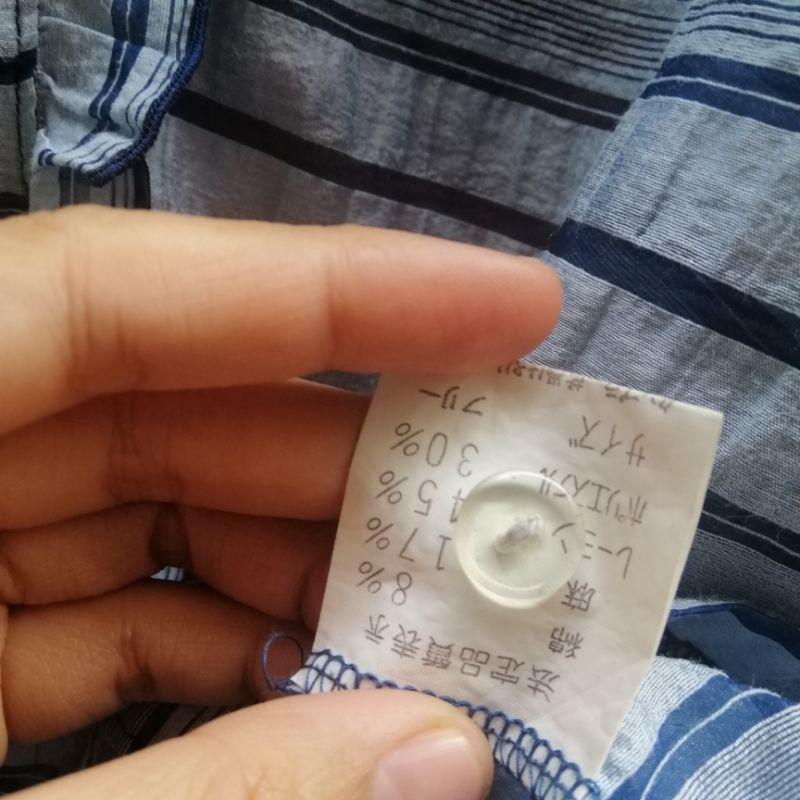 法定品質表示
綿 8%
麻 17%
レーヨン 45%
ポリエステル 30%
サイズ フリー